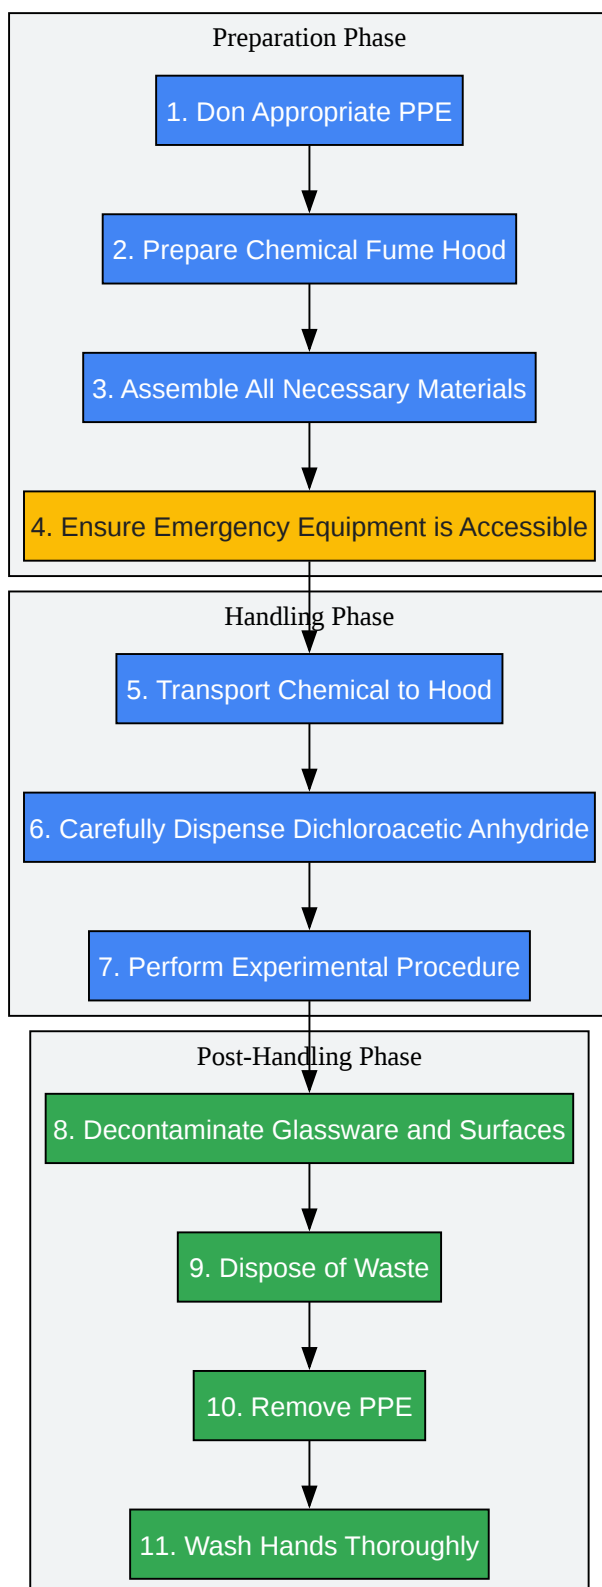 Preparation Phase
1. Don Appropriate PPE
2. Prepare Chemical Fume Hood
3. Assemble All Necessary Materials
4. Ensure Emergency Equipment is Accessible
Handling Phase
5. Transport Chemical to Hood
6. Carefully Dispense Dichloroacetic Anhydride
7. Perform Experimental Procedure
Post-Handling Phase
8. Decontaminate Glassware and Surfaces
9. Dispose of Waste
10. Remove PPE
11. Wash Hands Thoroughly